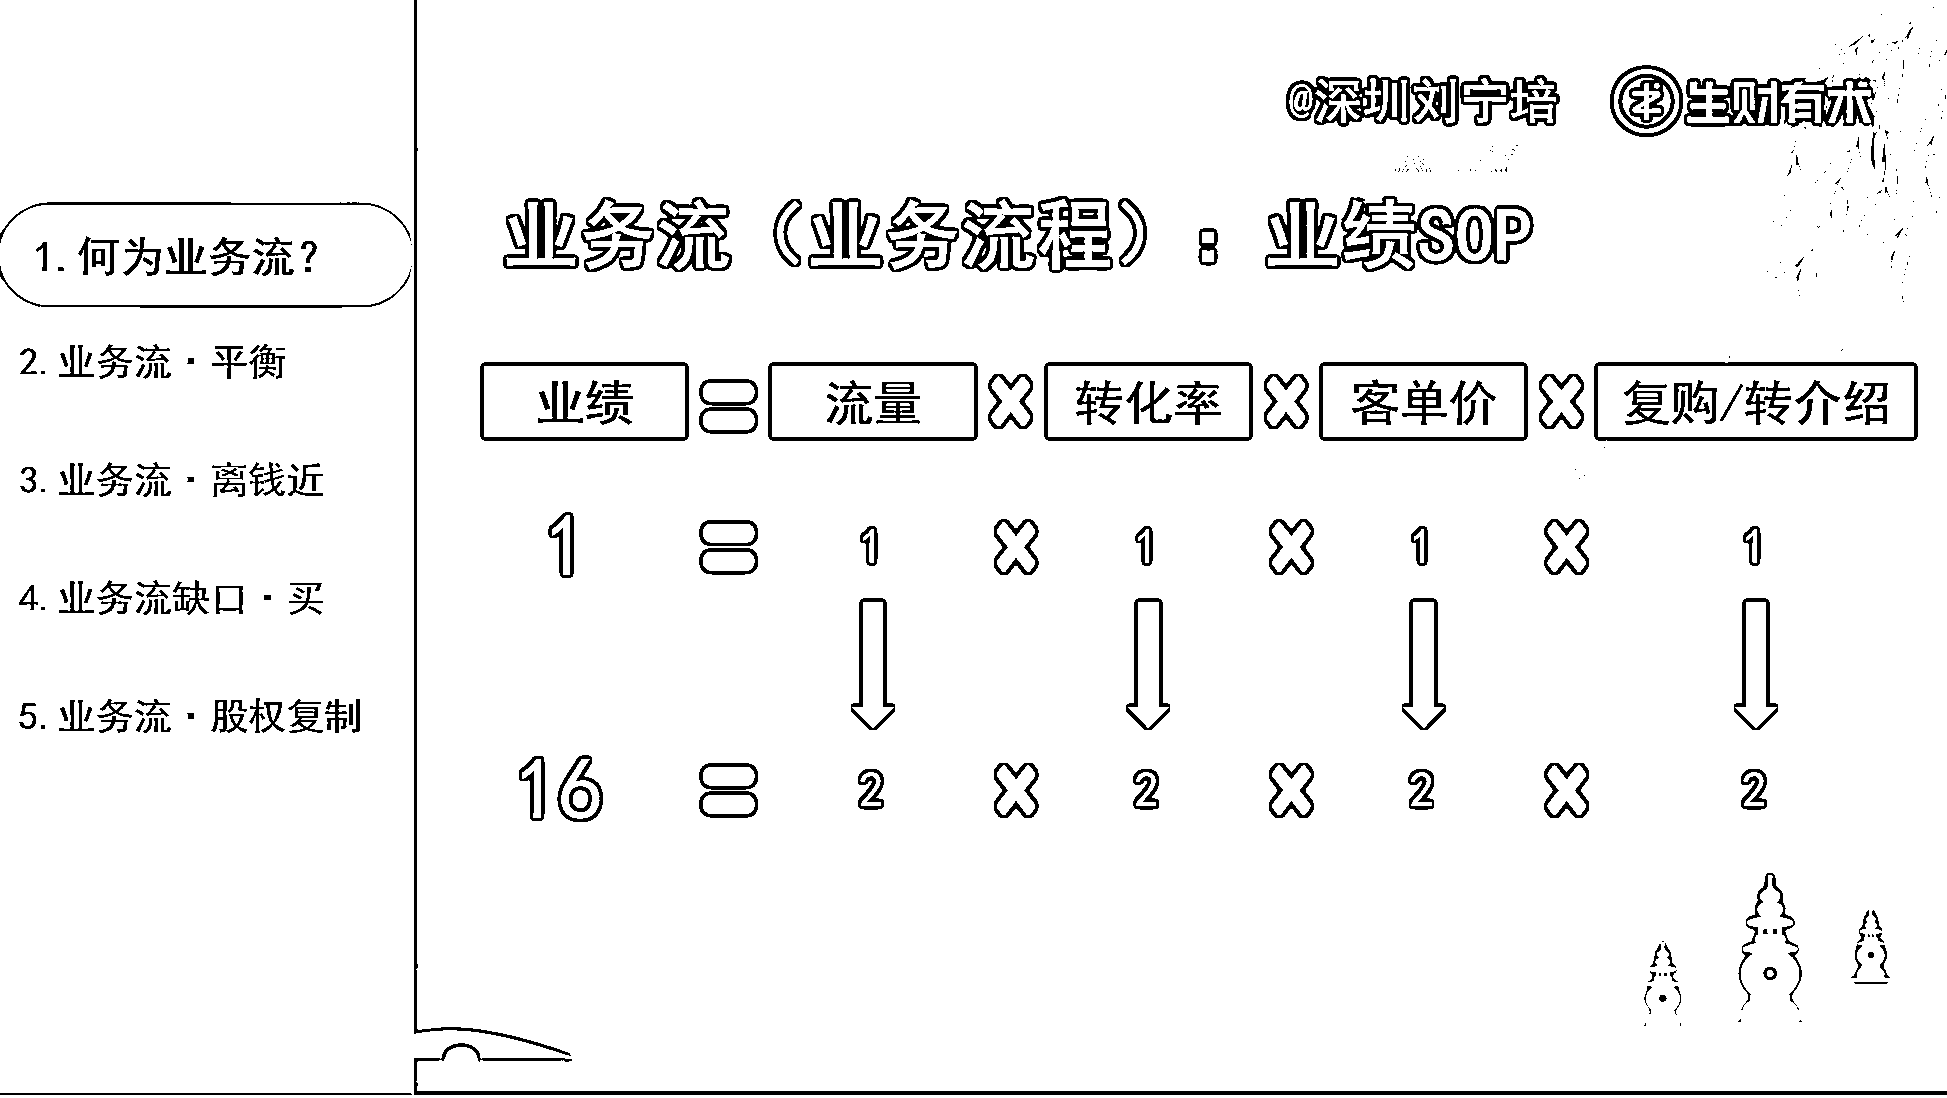 @深圳刘宁培 生财有术
1.何为业务流?
2.业务流·平衡
3.业务流·离钱近
4.业务流缺口·买
5.业务流·股权复制
业务流（业务流程）：业绩SOP
业绩 = 流量 × 转化率 × 客单价 × 复购/转介绍
1 = 1 × 1 × 1 × 1
16 = 2 × 2 × 2 × 2